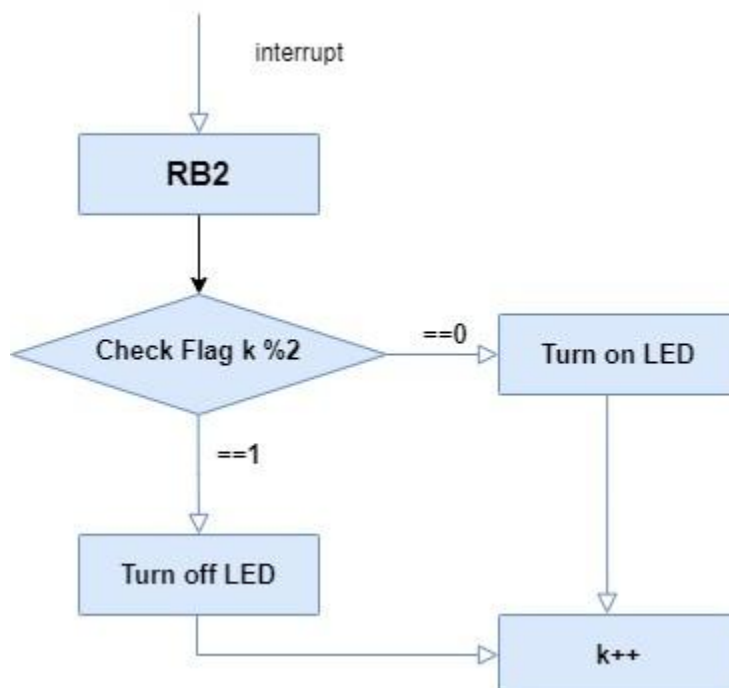 interrupt
RB2
Check Flag k %2
==0
Turn on LED
==1
Turn off LED
k++